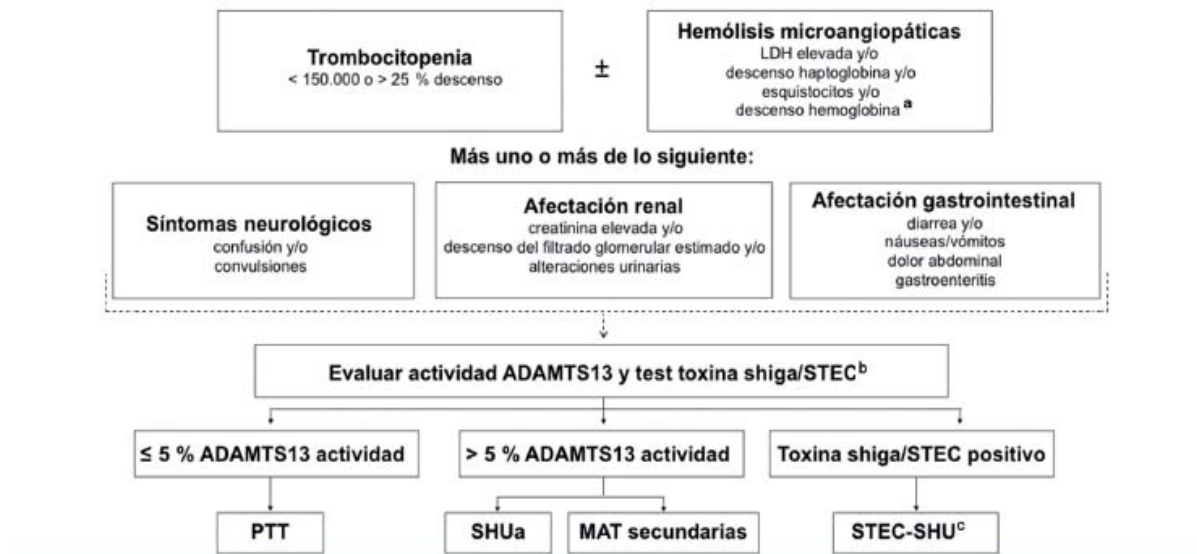 Trombocitopenia
< 150.000 o > 25 % descenso
±
Hemólisis microangiopáticas
LDH elevada y/o
descenso haptoglobina y/o
esquistocitos y/o
descenso hemoglobina a
Más uno o más de lo siguiente:
Síntomas neurológicos
confusión y/o
convulsiones
Afectación renal
creatinina elevada y/o
descenso del filtrado glomerular estimado y/o
alteraciones urinarias
Afectación gastrointestinal
diarrea y/o
náuseas/vómitos
dolor abdominal
gastroenteritis
Evaluar actividad ADAMTS13 y test toxina shiga/STECb
≤ 5 % ADAMTS13 actividad
> 5 % ADAMTS13 actividad
Toxina shiga/STEC positivo
PTT
SHUa
MAT secundarias
STEC-SHUc